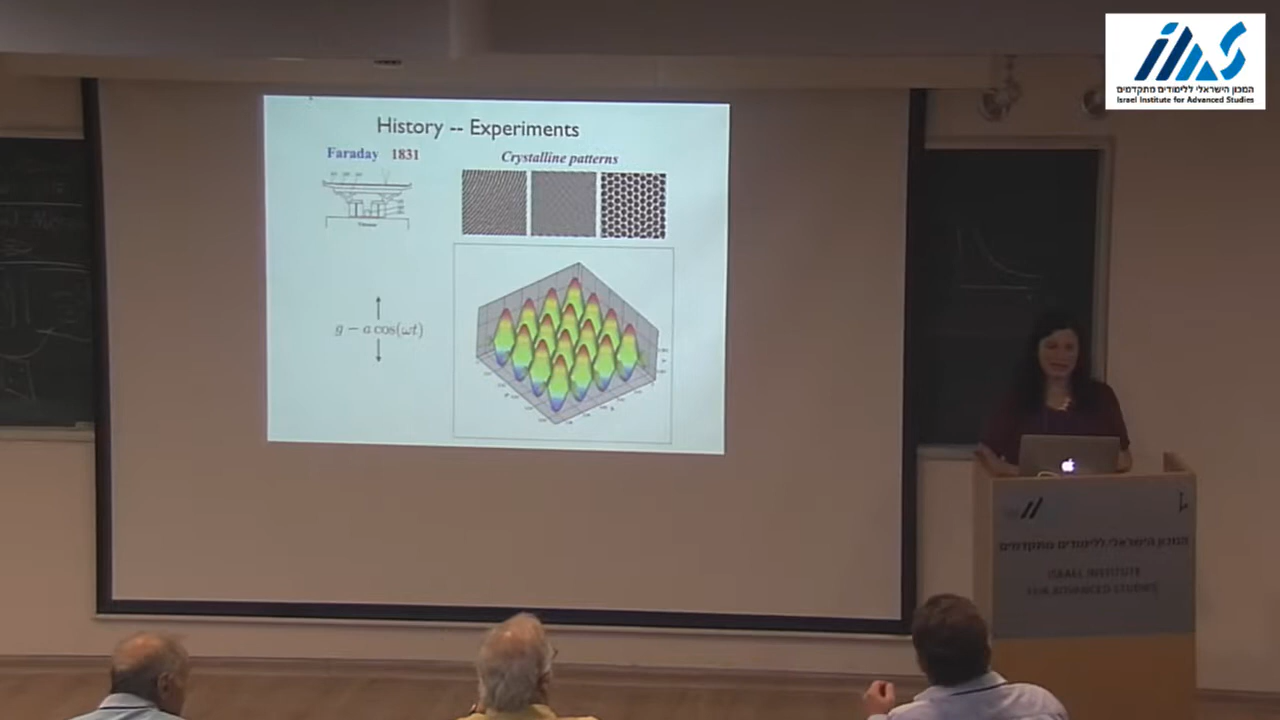 המכון הישראלי ללימודים מתקדמים
Israel Institute for Advanced Studies
History -- Experiments
Faraday 1831
Crystalline patterns
g − a cos(ωt)
המכון הישראלי ללימודים מתקדמים
ISRAEL INSTITUTE
FOR ADVANCED STUDIES